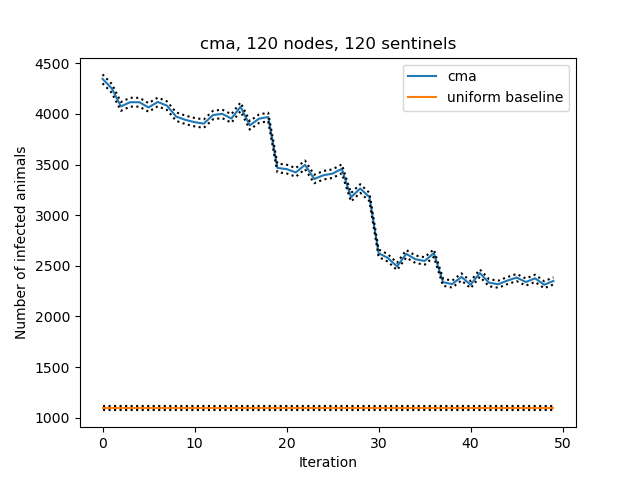 cma, 120 nodes, 120 sentinels
cma
uniform baseline
Number of infected animals
4500
4000
3500
3000
2500
2000
1500
1000
0 10 20 30 40 50
Iteration